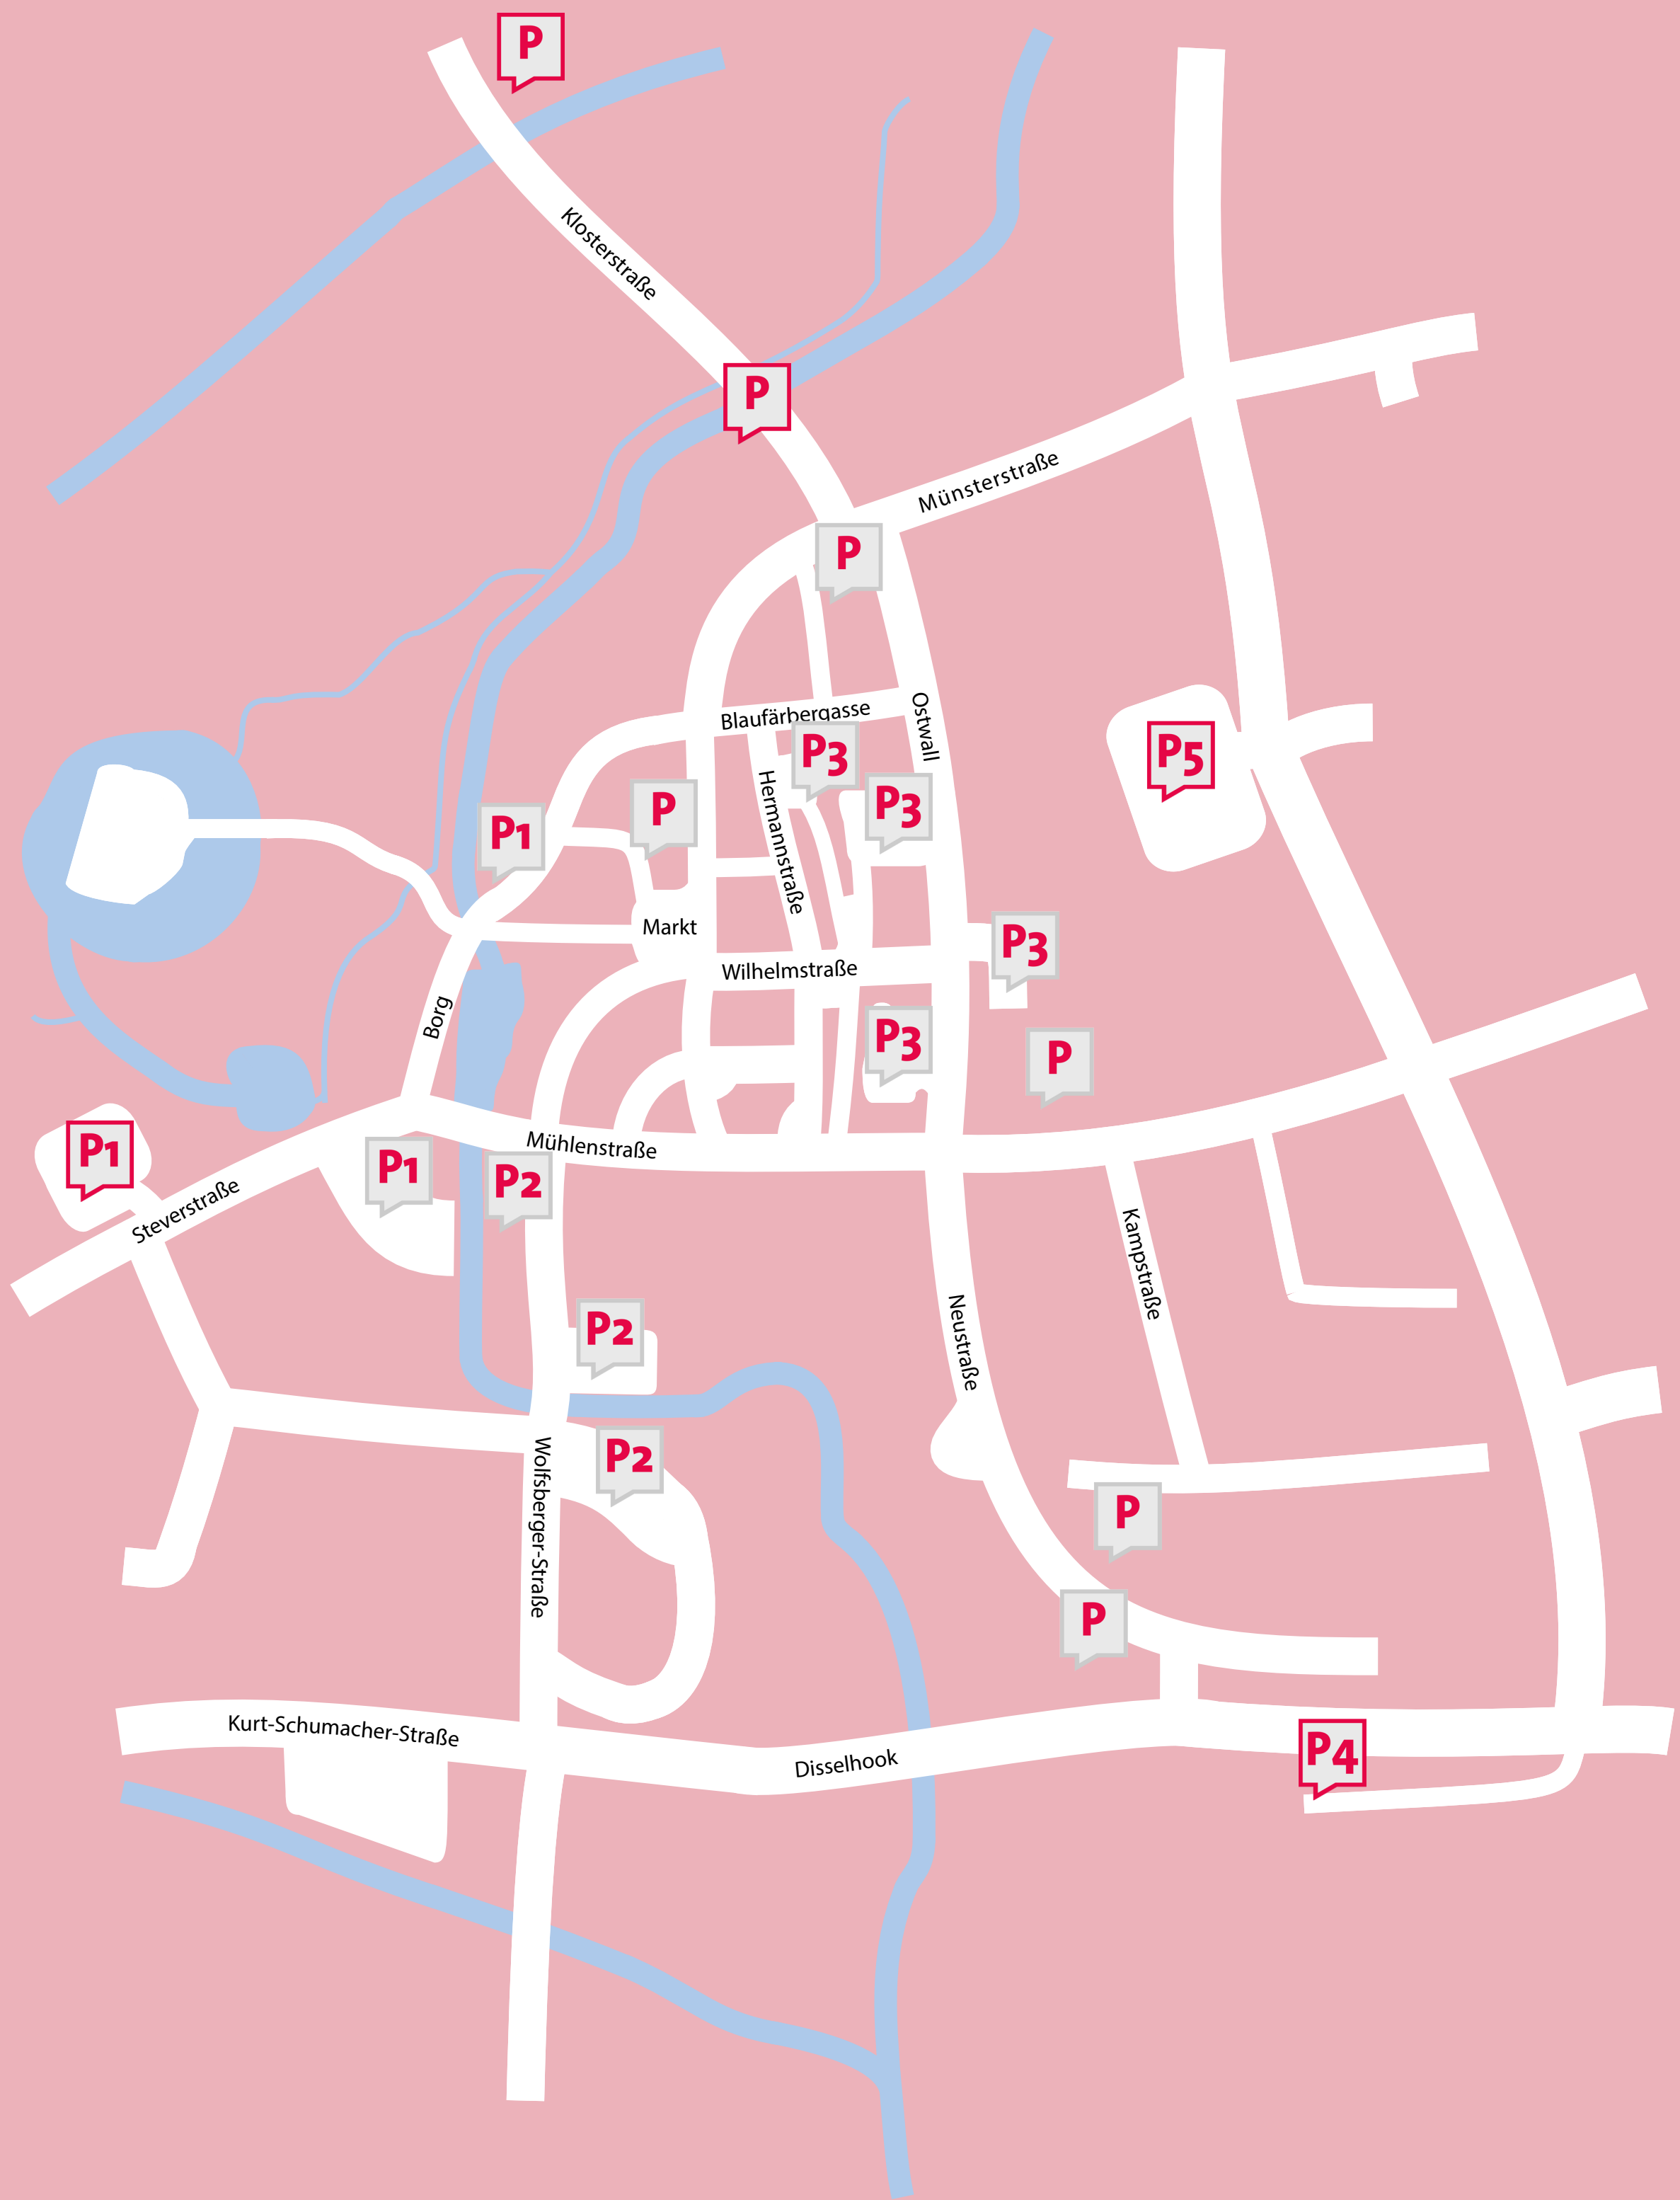 P
Klosterstraße
P
Münsterstraße
P
Blaufärbergasse
Ostwall
P3
P5
P3
P
P1
Hermannstraße
Markt
P3
Wilhelmstraße
Borg
P3
P
Mühlenstraße
P1
P1
P2
Steverstraße
Kampstraße
P2
Neustraße
P2
Wolfsberger-Straße
P
P
Kurt-Schumacher-Straße
Disselhook
P4